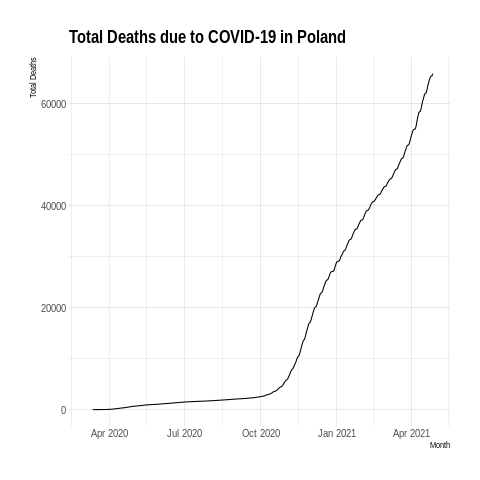 Total Deaths due to COVID-19 in Poland
Total Deaths
60000
40000
20000
0
Apr 2020 Jul 2020 Oct 2020 Jan 2021 Apr 2021
Month